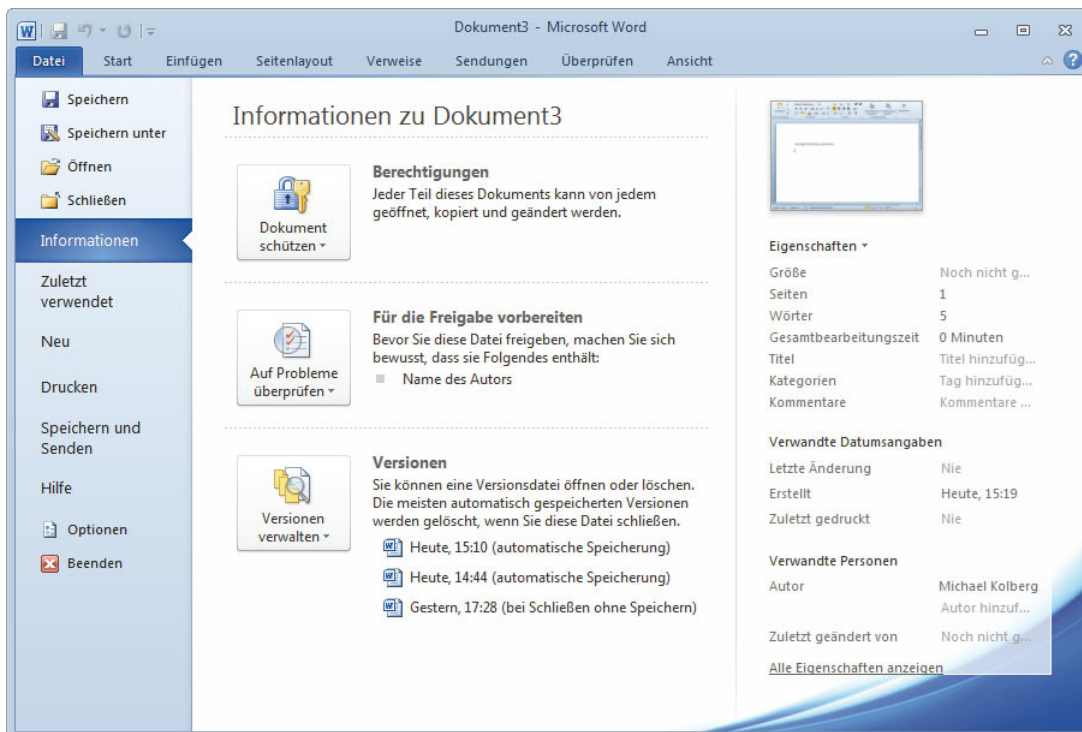 Dokument3 - Microsoft Word
Datei Start Einfügen Seitenlayout Verweise Sendungen Überprüfen Ansicht
Speichern
Speichern unter
Öffnen
Schließen
Informationen
Zuletzt
verwendet
Neu
Drucken
Speichern und
Senden
Hilfe
Optionen
Beenden
Informationen zu Dokument3
Dokument
schützen
Berechtigungen
Jeder Teil dieses Dokuments kann von jedem
geöffnet, kopiert und geändert werden.
Auf Probleme
überprüfen
Für die Freigabe vorbereiten
Bevor Sie diese Datei freigeben, machen Sie sich
bewusst, dass sie Folgendes enthält:
Name des Autors
Versionen
verwalten
Versionen
Sie können eine Versionsdatei öffnen oder löschen.
Die meisten automatisch gespeicherten Versionen
werden gelöscht, wenn Sie diese Datei schließen.
Heute, 15:10 (automatische Speicherung)
Heute, 14:44 (automatische Speicherung)
Gestern, 17:28 (bei Schließen ohne Speichern)
Eigenschaften
Größe Noch nicht g...
Seiten 1
Wörter 5
Gesamtbearbeitungszeit 0 Minuten
Titel Titel hinzufüg...
Kategorien Tag hinzufüg...
Kommentare Kommentare ...
Verwandte Datumsangaben
Letzte Änderung Nie
Erstellt Heute, 15:19
Zuletzt gedruckt Nie
Verwandte Personen
Autor Michael Kolberg
Autor hinzuf...
Zuletzt geändert von Noch nicht g...
Alle Eigenschaften anzeigen